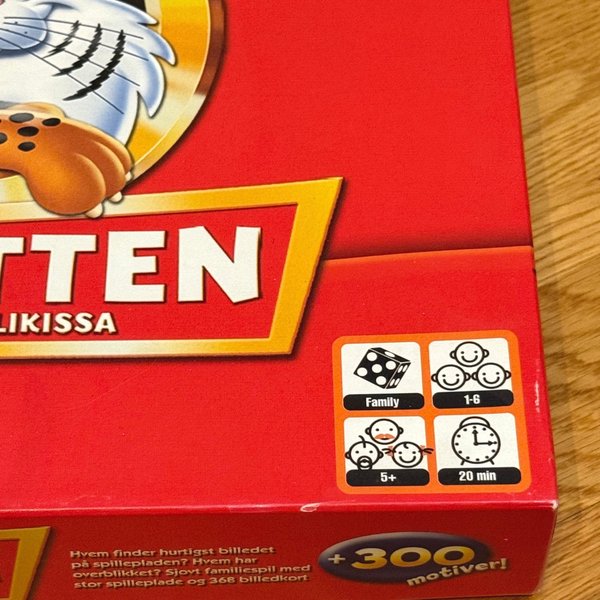 TTEN
LIKISSA
Family
1-6
5+
20 min
Hvem finder hurtigst billedet
på spillepladen? Hvem har
overblikket? Sjovt familiespil med
stor spilleplade og 368 billedkort
+300
motiver!